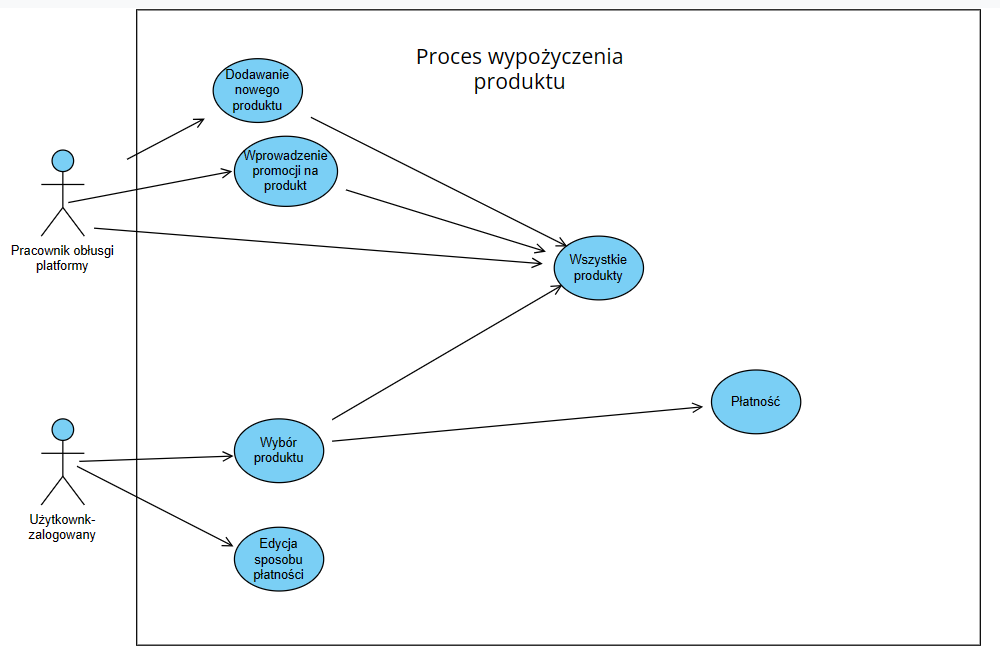 Proces wypożyczenia
produktu
Dodawanie
nowego
produktu
Wprowadzenie
promocji na
produkt
Pracownik obłusgi
platformy
Wszystkie
produkty
Płatność
Wybór
produktu
Użytkownk-
zalogowany
Edycja
sposobu
płatności